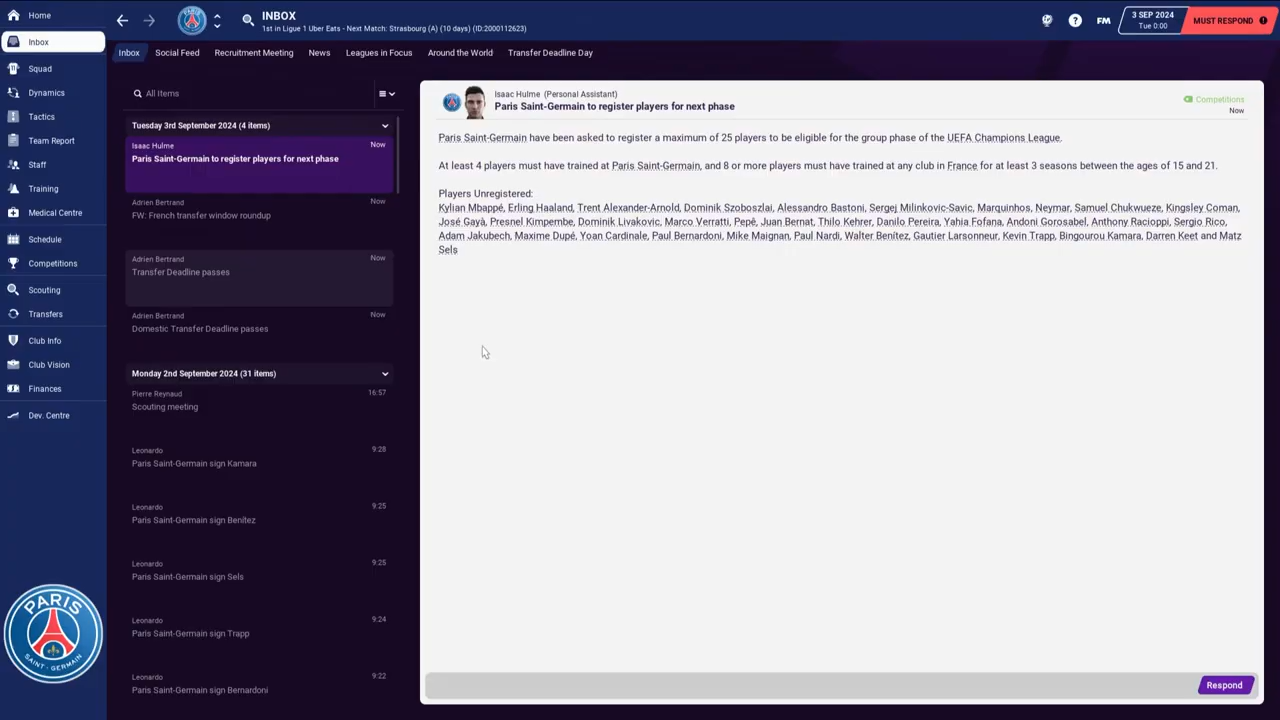 Home
INBOX
1st in Ligue 1 Uber Eats - Next Match: Strasbourg (A) (10 days) (ID:2000112623)
?
FM
3 SEP 2024
Tue 0:00
MUST RESPOND
Inbox
Squad
Dynamics
Tactics
Team Report
Staff
Training
Medical Centre
Schedule
Competitions
Scouting
Transfers
Club Info
Club Vision
Finances
Dev. Centre
PARIS
SAINT-GERMAIN
Inbox Social Feed Recruitment Meeting News Leagues in Focus Around the World Transfer Deadline Day
All Items
Tuesday 3rd September 2024 (4 items)
Isaac Hulme Now
Paris Saint-Germain to register players for next phase
Adrien Bertrand Now
FW: French transfer window roundup
Adrien Bertrand Now
Transfer Deadline passes
Adrien Bertrand Now
Domestic Transfer Deadline passes
Monday 2nd September 2024 (31 items)
Pierre Reynaud 16:57
Scouting meeting
Leonardo 9:28
Paris Saint-Germain sign Kamara
Leonardo 9:25
Paris Saint-Germain sign Benítez
Leonardo 9:25
Paris Saint-Germain sign Sels
Leonardo 9:24
Paris Saint-Germain sign Trapp
Leonardo 9:22
Paris Saint-Germain sign Bernardoni
Isaac Hulme (Personal Assistant)
Paris Saint-Germain to register players for next phase
Competitions
Now
Paris Saint-Germain have been asked to register a maximum of 25 players to be eligible for the group phase of the UEFA Champions League.
At least 4 players must have trained at Paris Saint-Germain, and 8 or more players must have trained at any club in France for at least 3 seasons between the ages of 15 and 21.
Players Unregistered:
Kylian Mbappé, Erling Haaland, Trent Alexander-Arnold, Dominik Szoboszlai, Alessandro Bastoni, Sergej Milinkovic-Savic, Marquinhos, Neymar, Samuel Chukwueze, Kingsley Coman,
José Gayà, Presnel Kimpembe, Dominik Livakovic, Marco Verratti, Pepê, Juan Bernat, Thilo Kehrer, Danilo Pereira, Yahia Fofana, Andoni Gorosabel, Anthony Racioppi, Sergio Rico,
Adam Jakubech, Maxime Dupé, Yoan Cardinale, Paul Bernardoni, Mike Maignan, Paul Nardi, Walter Benítez, Gautier Larsonneur, Kevin Trapp, Bingourou Kamara, Darren Keet and Matz
Sels
Respond